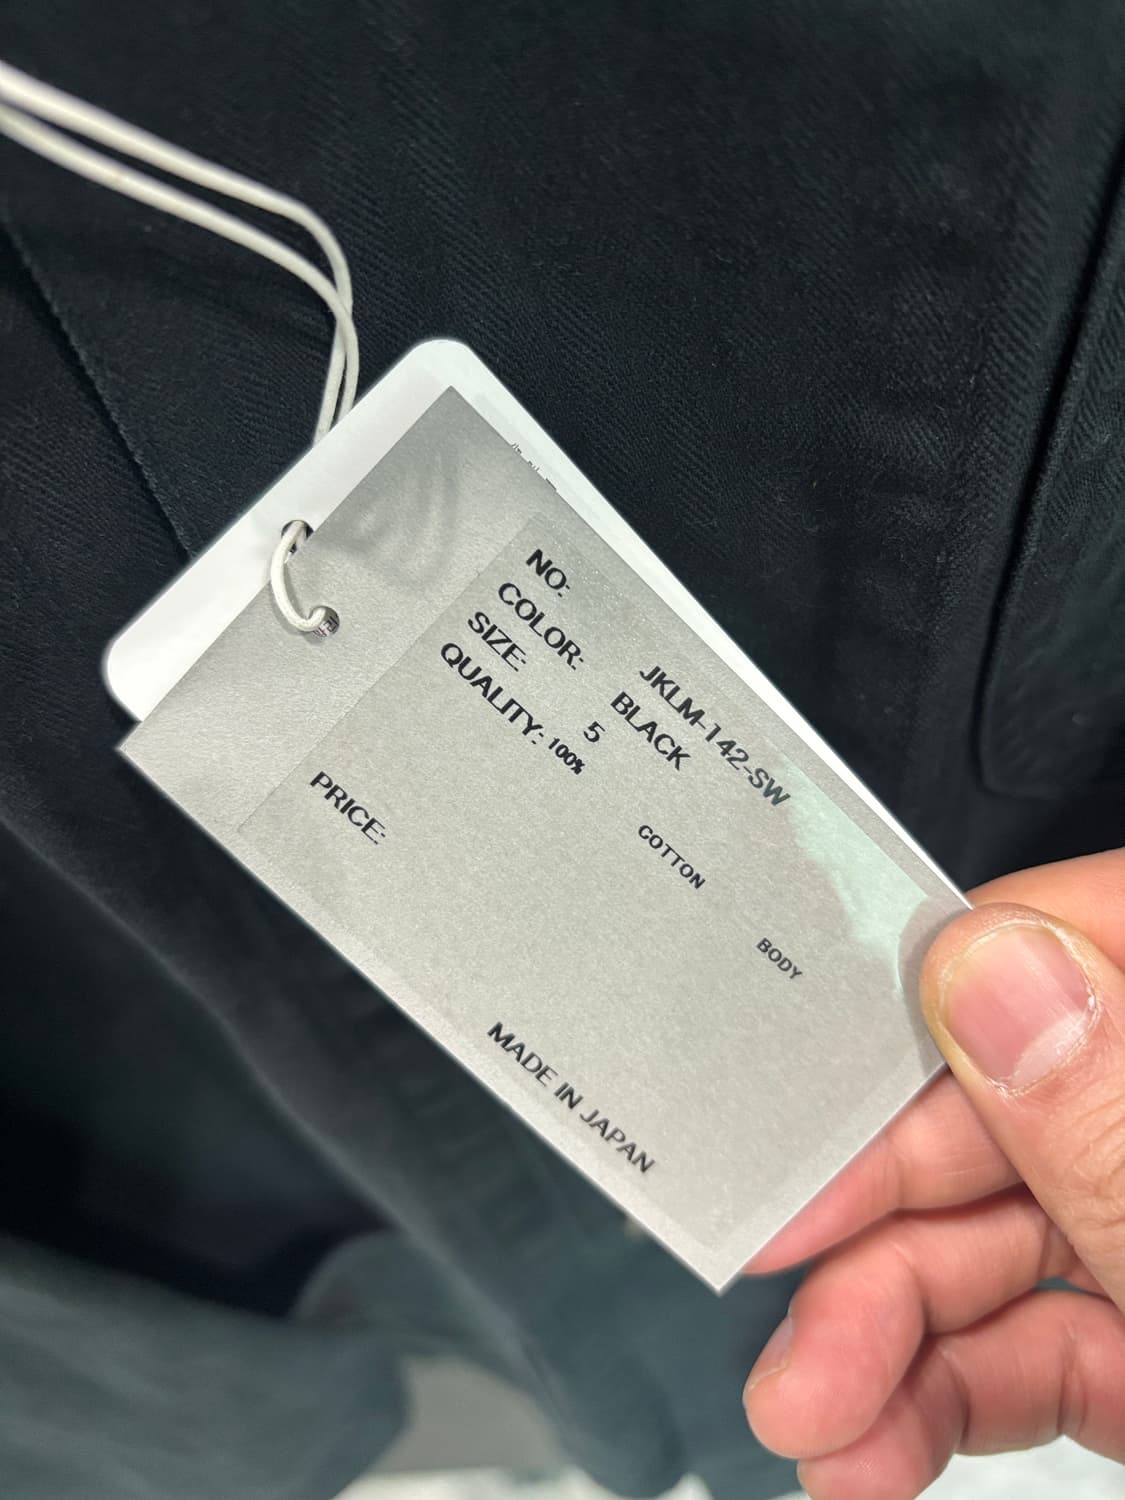 NO: JKLM-142-SW
COLOR: BLACK
SIZE: 5
QUALITY: 100% COTTON BODY
PRICE:
MADE IN JAPAN